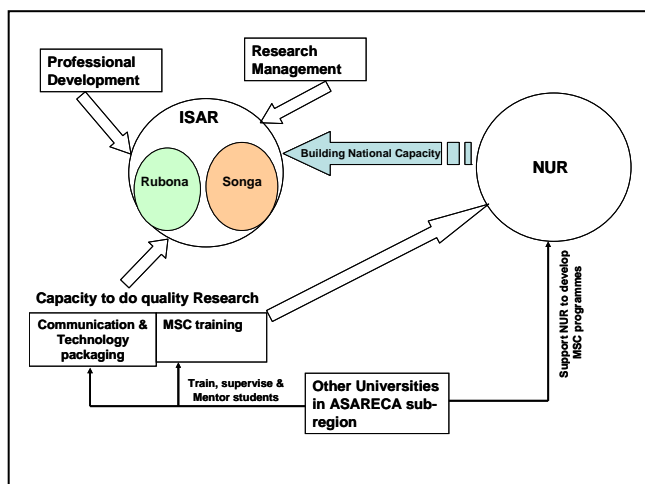 Professional
Development
Research
Management
ISAR
Rubona
Songa
Building National Capacity
NUR
Capacity to do quality Research
Communication &
Technology
packaging
MSC training
Train, supervise &
Mentor students
Other Universities
in ASARECA sub-
region
Support NUR to develop
MSC programmes